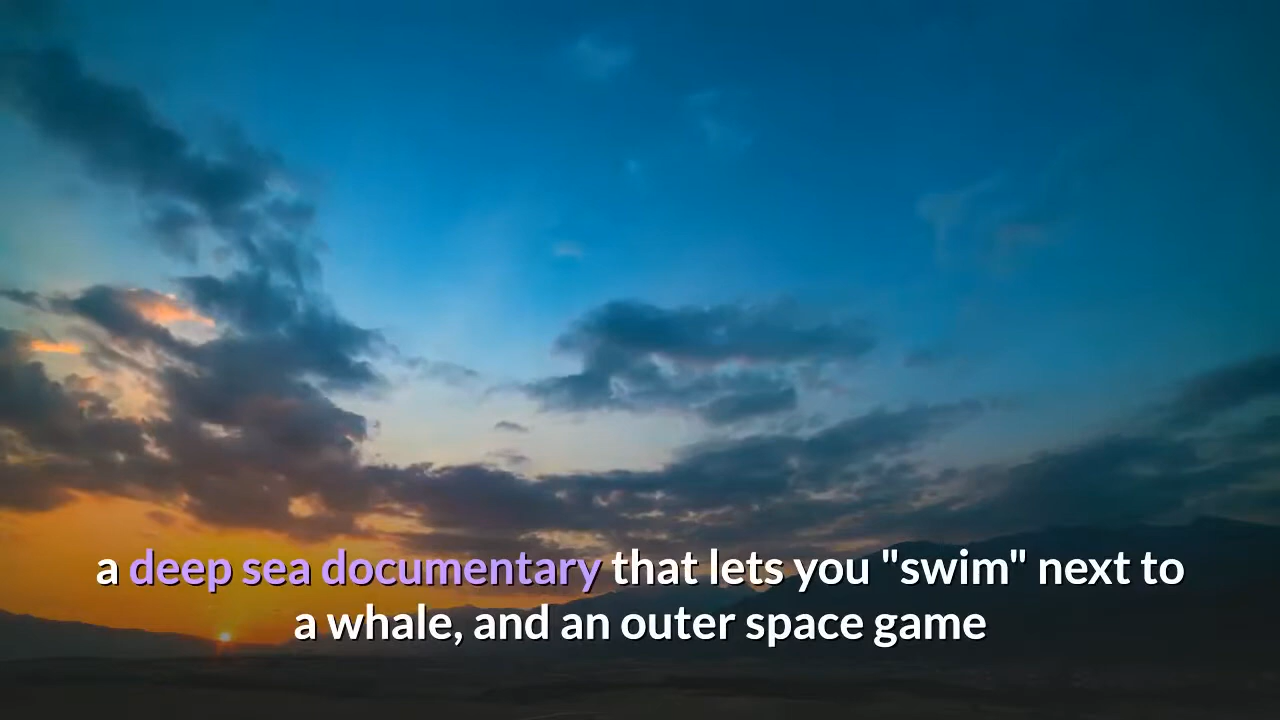 a deep sea documentary that lets you "swim" next to
a whale, and an outer space game